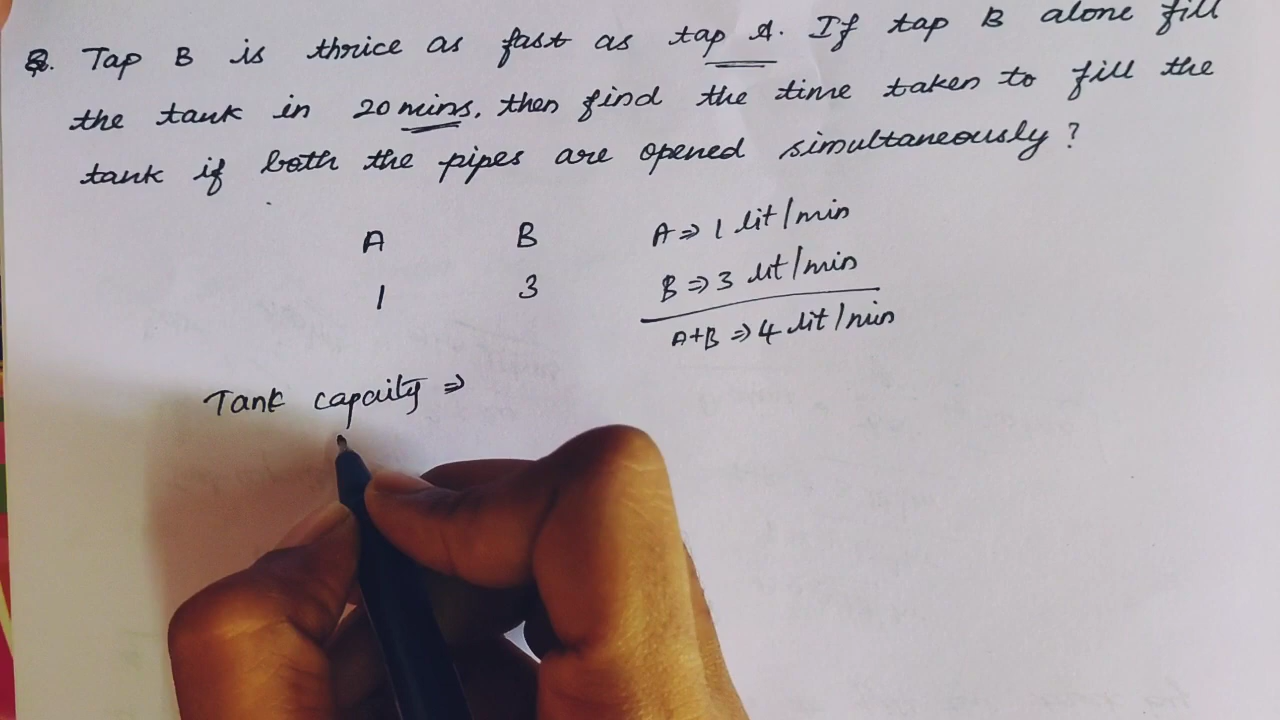 Q. Tap B is thrice as fast as tap A. If tap B alone fill
the tank in 20 mins, then find the time taken to fill the
tank if both the pipes are opened simultaneously?
A B A ⇒ 1 lit/min
1 3 B ⇒ 3 lit/min
A+B ⇒ 4 lit/min
Tank capaity ⇒